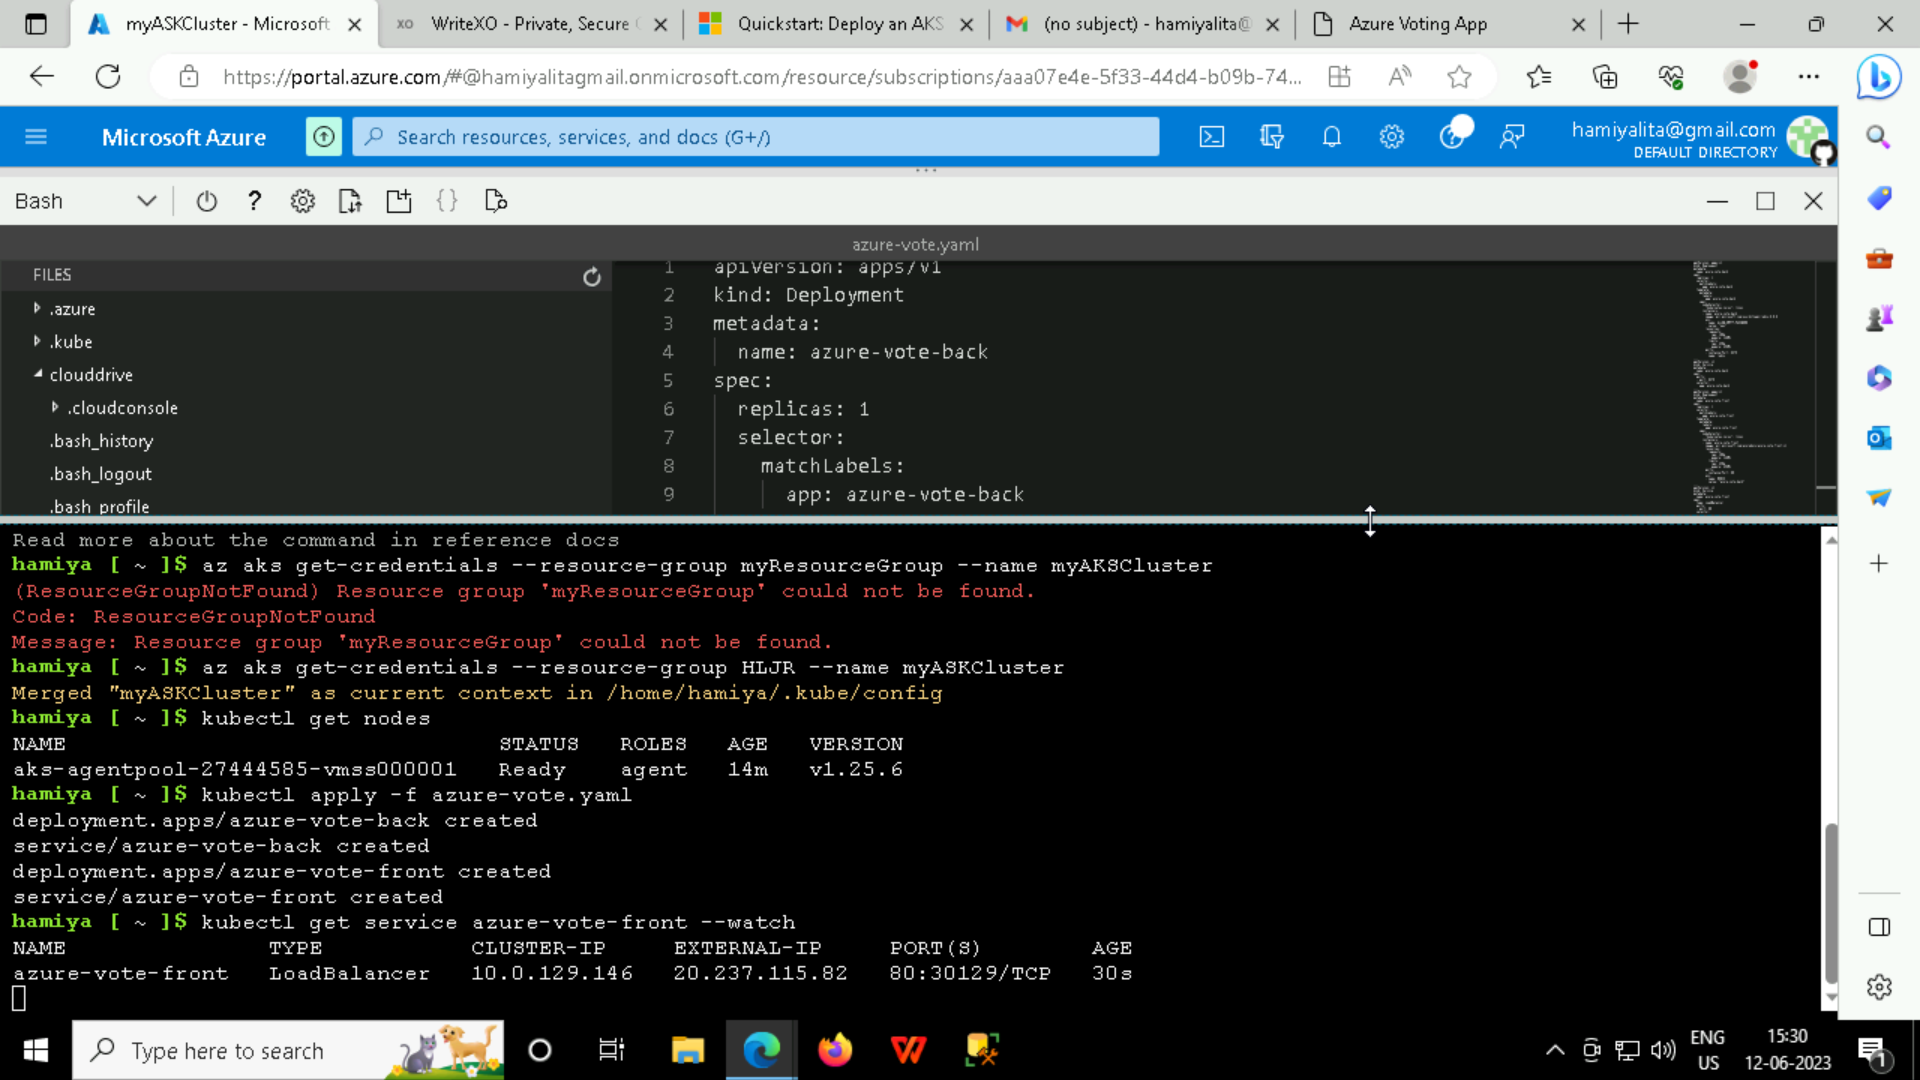 myASKCluster - Microsoft
XO WriteXO - Private, Secure
Quickstart: Deploy an AKS
(no subject) - hamiyalita@
Azure Voting App
https://portal.azure.com/#@hamiyalitagmail.onmicrosoft.com/resource/subscriptions/aaa07e4e-5f33-44d4-b09b-74...
Microsoft Azure
Search resources, services, and docs (G+/)
hamiyalita@gmail.com
DEFAULT DIRECTORY
Bash
azure-vote.yaml
FILES
.azure
.kube
clouddrive
.cloudconsole
.bash_history
.bash_logout
.bash_profile
1 apiVersion: apps/v1
2 kind: Deployment
3 metadata:
4 name: azure-vote-back
5 spec:
6 replicas: 1
7 selector:
8 matchLabels:
9 app: azure-vote-back
Read more about the command in reference docs
hamiya [ ~ ]$ az aks get-credentials --resource-group myResourceGroup --name myAKSCluster
(ResourceGroupNotFound) Resource group 'myResourceGroup' could not be found.
Code: ResourceGroupNotFound
Message: Resource group 'myResourceGroup' could not be found.
hamiya [ ~ ]$ az aks get-credentials --resource-group HLJR --name myASKCluster
Merged "myASKCluster" as current context in /home/hamiya/.kube/config
hamiya [ ~ ]$ kubectl get nodes
NAME STATUS ROLES AGE VERSION
aks-agentpool-27444585-vmss000001 Ready agent 14m v1.25.6
hamiya [ ~ ]$ kubectl apply -f azure-vote.yaml
deployment.apps/azure-vote-back created
service/azure-vote-back created
deployment.apps/azure-vote-front created
service/azure-vote-front created
hamiya [ ~ ]$ kubectl get service azure-vote-front --watch
NAME TYPE CLUSTER-IP EXTERNAL-IP PORT(S) AGE
azure-vote-front LoadBalancer 10.0.129.146 20.237.115.82 80:30129/TCP 30s
Type here to search
ENG
US
15:30
12-06-2023
1